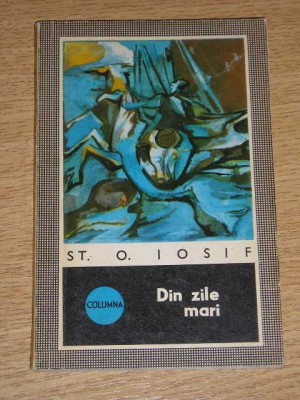 ST. O. IOSIF
COLUMNA
Din zile
mari